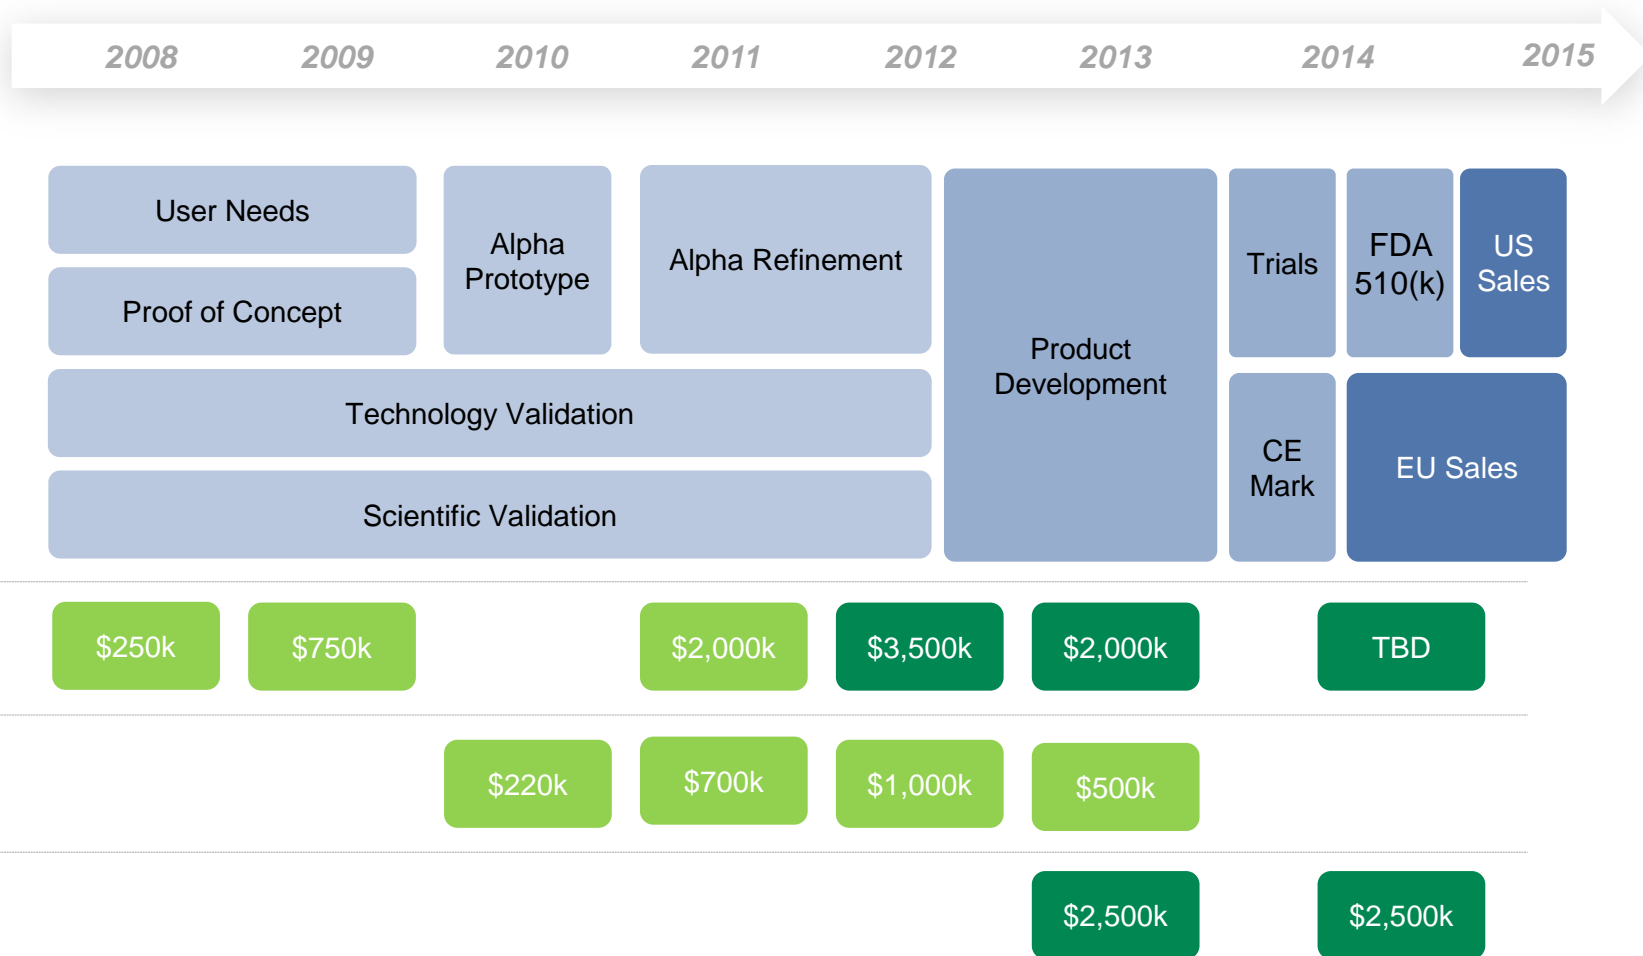 2008 2009 2010 2011 2012 2013 2014 2015
User Needs
Proof of Concept
Alpha
Prototype
Alpha Refinement
Technology Validation
Scientific Validation
Product
Development
Trials
FDA
510(k)
US
Sales
CE
Mark
EU Sales
$250k $750k $2,000k $3,500k $2,000k TBD
$220k $700k $1,000k $500k
$2,500k $2,500k